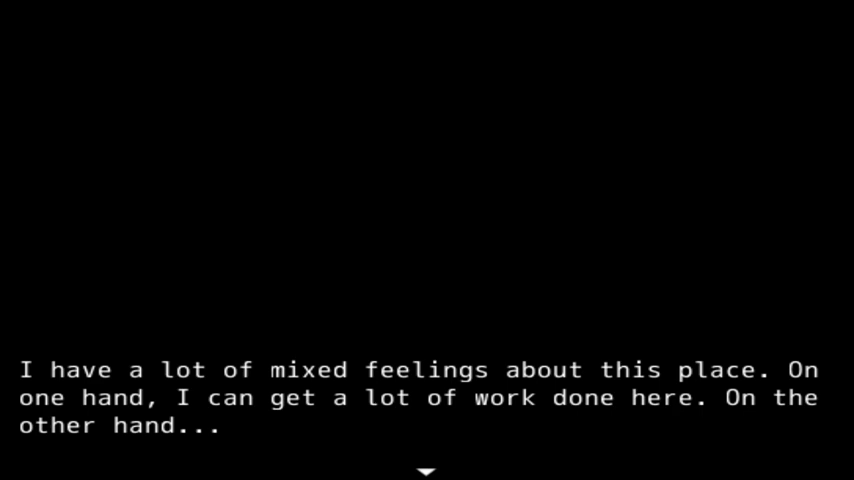 I have a lot of mixed feelings about this place. On
one hand, I can get a lot of work done here. On the
other hand...